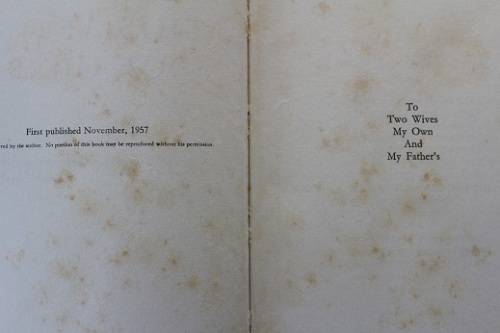 First published November, 1957
by the author. No portion of this book may be reproduced without his permission.
To
Two Wives
My Own
And
My Father's